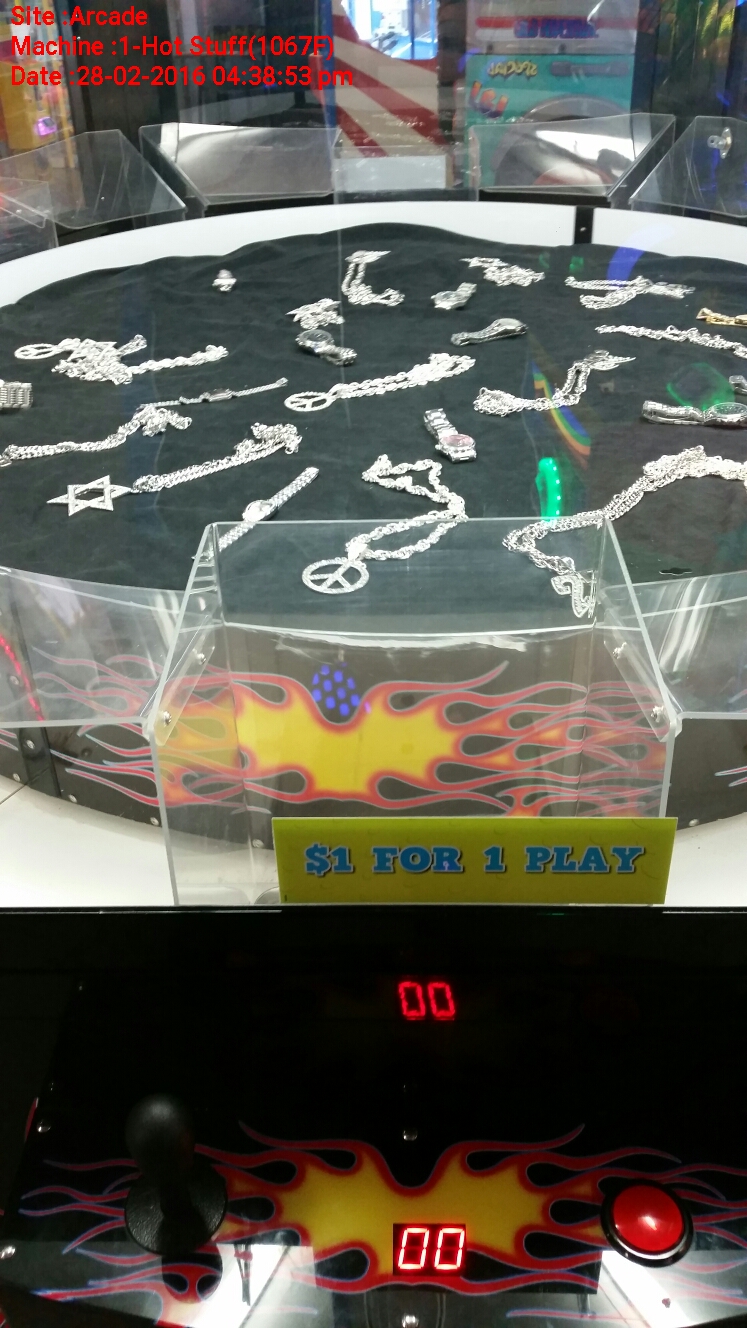 Site :Arcade
Machine :1-Hot Stuff(1067F)
Date :28-02-2016 04:38:53 pm
$1 FOR 1 PLAY
00
00